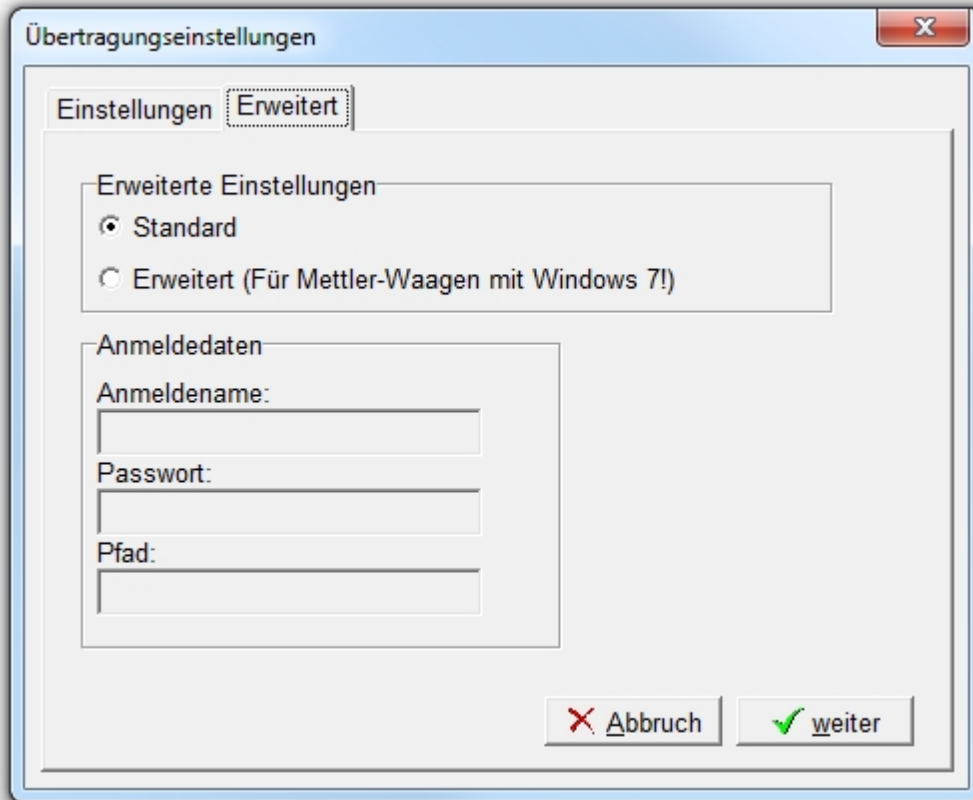 Übertragungseinstellungen
Einstellungen Erweitert
Erweiterte Einstellungen
Standard
Erweitert (Für Mettler-Waagen mit Windows 7!)
Anmeldedaten
Anmeldename:
Passwort:
Pfad:
Abbruch weiter